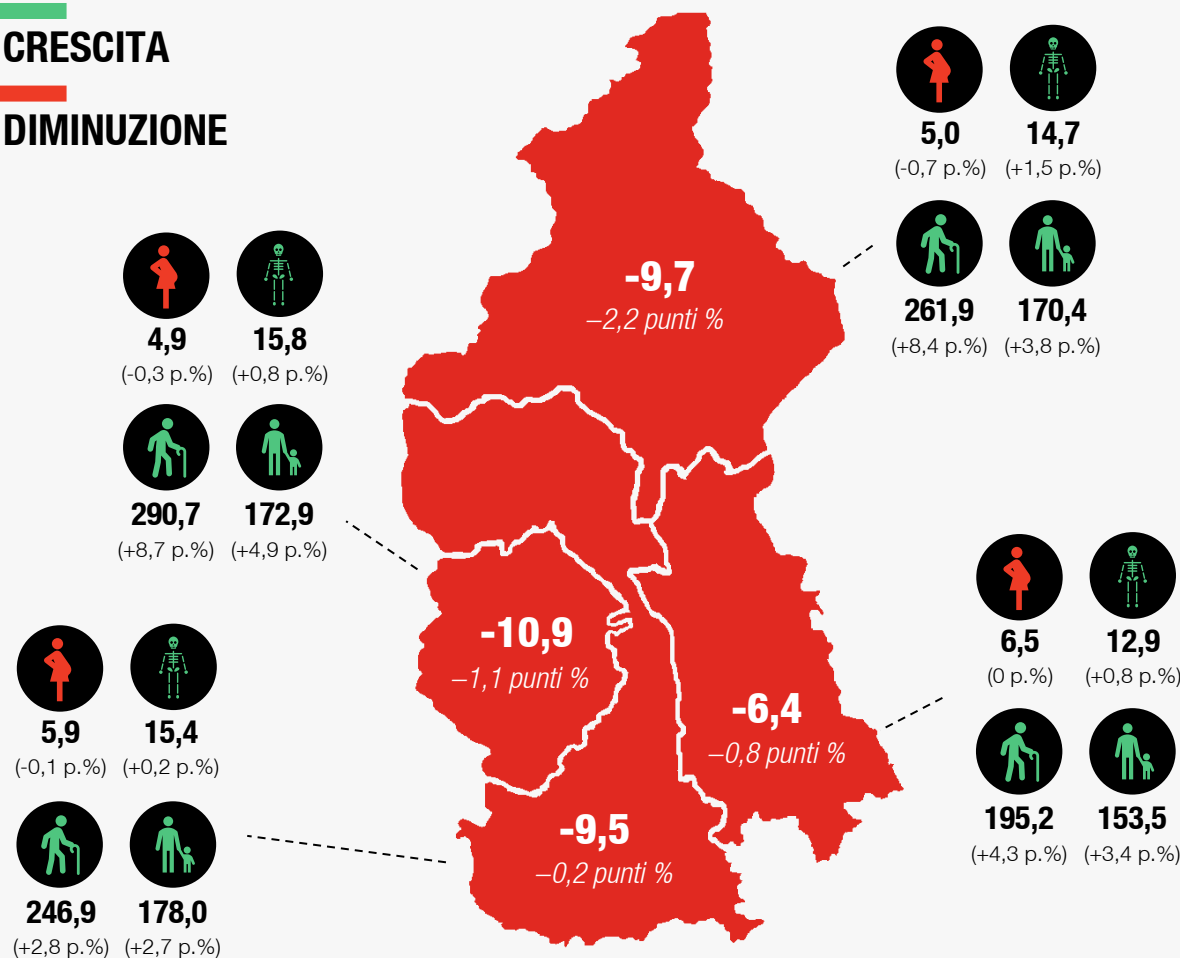 CRESCITA
DIMINUZIONE
5,0 14,7
(-0,7 p.%) (+1,5 p.%)
261,9 170,4
(+8,4 p.%) (+3,8 p.%)
-9,7
–2,2 punti %
4,9 15,8
(-0,3 p.%) (+0,8 p.%)
290,7 172,9
(+8,7 p.%) (+4,9 p.%)
-10,9
–1,1 punti %
6,5 12,9
(0 p.%) (+0,8 p.%)
195,2 153,5
(+4,3 p.%) (+3,4 p.%)
-6,4
–0,8 punti %
5,9 15,4
(-0,1 p.%) (+0,2 p.%)
246,9 178,0
(+2,8 p.%) (+2,7 p.%)
-9,5
–0,2 punti %